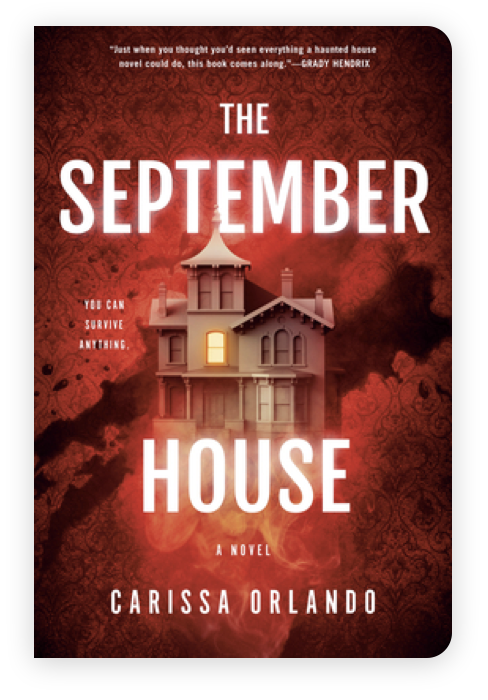 "Just when you thought you'd seen everything a haunted house
novel could do, this book comes along."—GRADY HENDRIX
THE
SEPTEMBER
YOU CAN
SURVIVE
ANYTHING.
HOUSE
A NOVEL
CARISSA ORLANDO